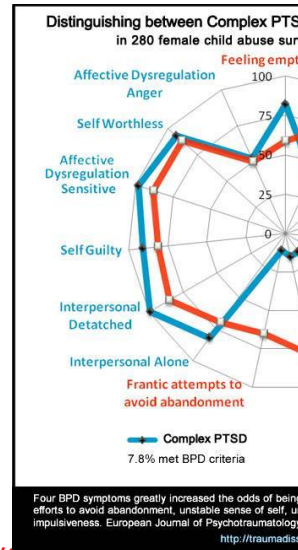 Distinguishing between Complex PTS
in 280 female child abuse sur
Feeling empt
Affective Dysregulation
Anger
100
Self Worthless
75
Affective
Dysregulation
Sensitive
50
25
Self Guilty
0
Interpersonal
Detatched
Interpersonal Alone
Frantic attempts to
avoid abandonment
Complex PTSD
7.8% met BPD criteria
Four BPD symptoms greatly increased the odds of being
efforts to avoid abandonment, unstable sense of self, u
impulsiveness. European Journal of Psychotraumatology
http://traumadiss